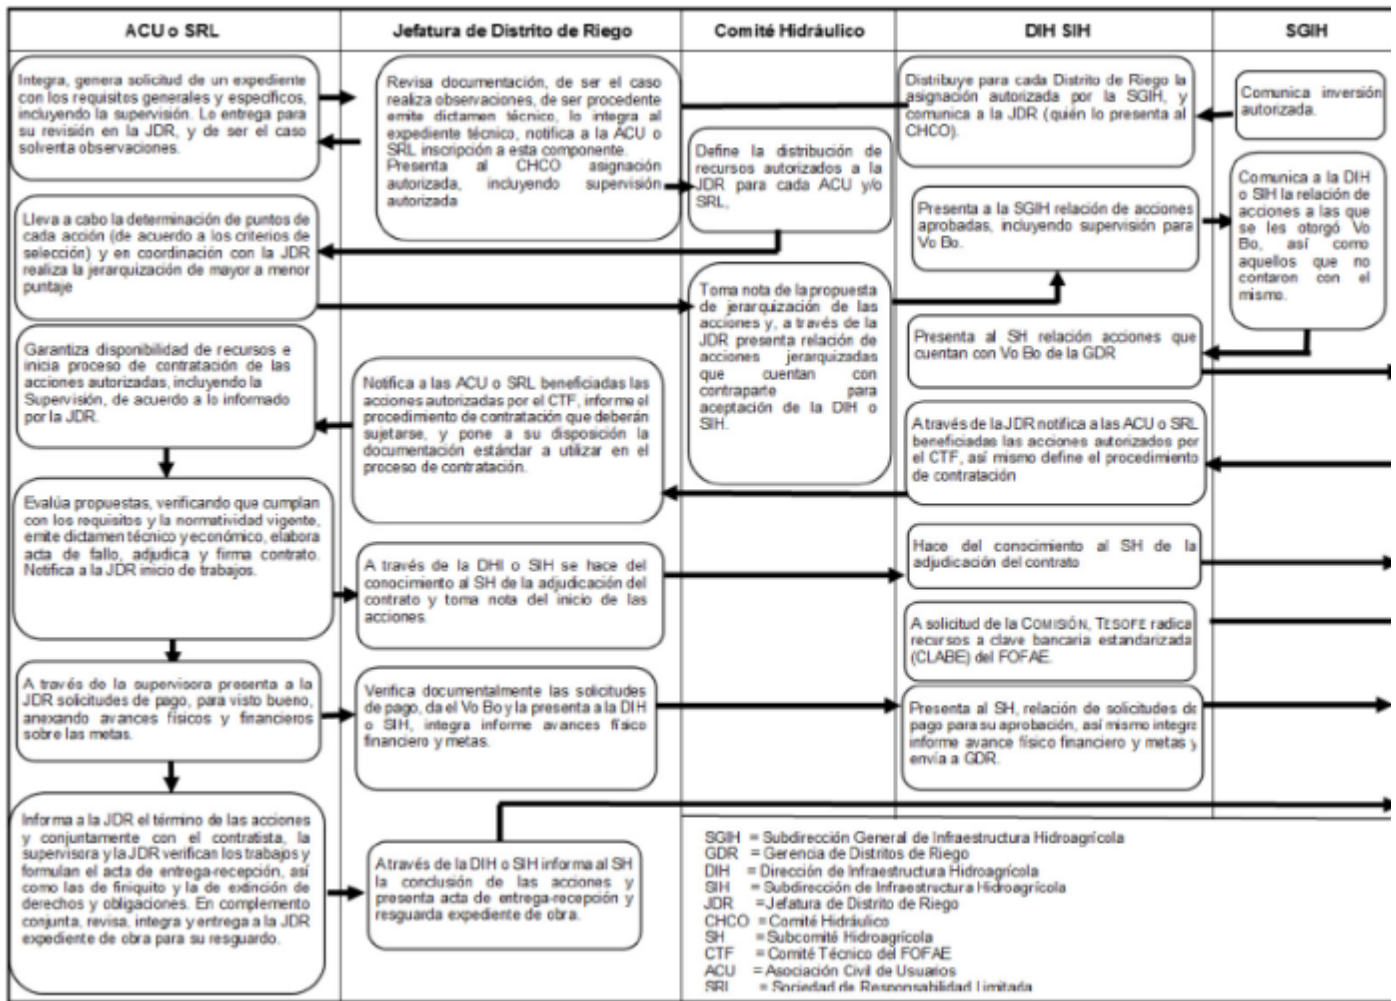 ACU o SRL
Jefatura de Distrito de Riego
Comité Hidráulico
DIH SIH
SGIH
Integra, genera solicitud de un expediente
con los requisitos generales y específicos,
incluyendo la supervisión. Lo entrega para
su revisión en la JDR, y de ser el caso
solventa observaciones.
Lleva a cabo la determinación de puntos de
cada acción (de acuerdo a los criterios de
selección) y en coordinación con la JDR
realiza la jerarquización de mayor a menor
puntaje
Garantiza disponibilidad de recursos e
inicia proceso de contratación de las
acciones autorizadas, incluyendo la
Supervisión, de acuerdo a lo informado
por la JDR.
Evalúa propuestas, verificando que cumplan
con los requisitos y la normatividad vigente,
emite dictamen técnico y económico, elabora
acta de fallo, adjudica y firma contrato.
Notifica a la JDR inicio de trabajos.
A través de la supervisora presenta a la
JDR solicitudes de pago, para visto bueno,
anexando avances físicos y financieros
sobre las metas.
Informa a la JDR el término de las acciones
y conjuntamente con el contratista, la
supervisora y la JDR verifican los trabajos y
formulan el acta de entrega-recepción, así
como las de finiquito y la de extinción de
derechos y obligaciones. En complemento
conjunta, revisa, integra y entrega a la JDR
expediente de obra para su resguardo.
Revisa documentación, de ser el caso
realiza observaciones, de ser procedente
emite dictamen técnico, lo integra al
expediente técnico, notifica a la ACU o
SRL inscripción a esta componente.
Presenta al CHCO asignación
autorizada, incluyendo supervisión
autorizada
Notifica a las ACU o SRL beneficiadas las
acciones autorizadas por el CTF, informe el
procedimiento de contratación que deberán
sujetarse, y pone a su disposición la
documentación estándar a utilizar en el
proceso de contratación.
A través de la DHI o SIH se hace del
conocimiento al SH de la adjudicación del
contrato y toma nota del inicio de las
acciones.
Verifica documentalmente las solicitudes
de pago, da el Vo Bo y la presenta a la DIH
o SIH, integra informe avances físico
financiero y metas.
A través de la DIH o SIH informa al SH
la conclusión de las acciones y
presenta acta de entrega-recepción y
resguarda expediente de obra.
Define la distribución de
recursos autorizados a la
JDR para cada ACU y/o
SRL,
Toma nota de la propuesta
de jerarquización de las
acciones y, a través de la
JDR presenta relación de
acciones jerarquizadas
que cuentan con
contraparte para
aceptación de la DIH o
SIH.
Distribuye para cada Distrito de Riego la
asignación autorizada por la SGIH, y
comunica a la JDR (quién lo presenta al
CHCO).
Presenta a la SGIH relación de acciones
aprobadas, incluyendo supervisión para
Vo Bo.
Presenta al SH relación acciones que
cuentan con Vo Bo de la GDR
A través de la JDR notifica a las ACU o SRL
beneficiadas las acciones autorizados por
el CTF, así mismo define el procedimiento
de contratación
Hace del conocimiento al SH de la
adjudicación del contrato
A solicitud de la COMISIÓN, TESOFE radica
recursos a clave bancaria estandarizada
(CLABE) del FOFAE.
Presenta al SH, relación de solicitudes de
pago para su aprobación, así mismo integra
informe avance físico financiero y metas y
envía a GDR.
Comunica inversión
autorizada.
Comunica a la DIH
o SIH la relación de
acciones a las que
se les otorgó Vo
Bo, así como
aquellos que no
contaron con el
mismo.
SGIH = Subdirección General de Infraestructura Hidroagrícola
GDR = Gerencia de Distritos de Riego
DIH = Dirección de Infraestructura Hidroagrícola
SIH = Subdirección de Infraestructura Hidroagrícola
JDR =Jefatura de Distrito de Riego
CHCO = Comité Hidráulico
SH = Subcomité Hidroagrícola
CTF = Comité Técnico del FOFAE
ACU = Asociación Civil de Usuarios
SRL = Sociedad de Responsabilidad Limitada